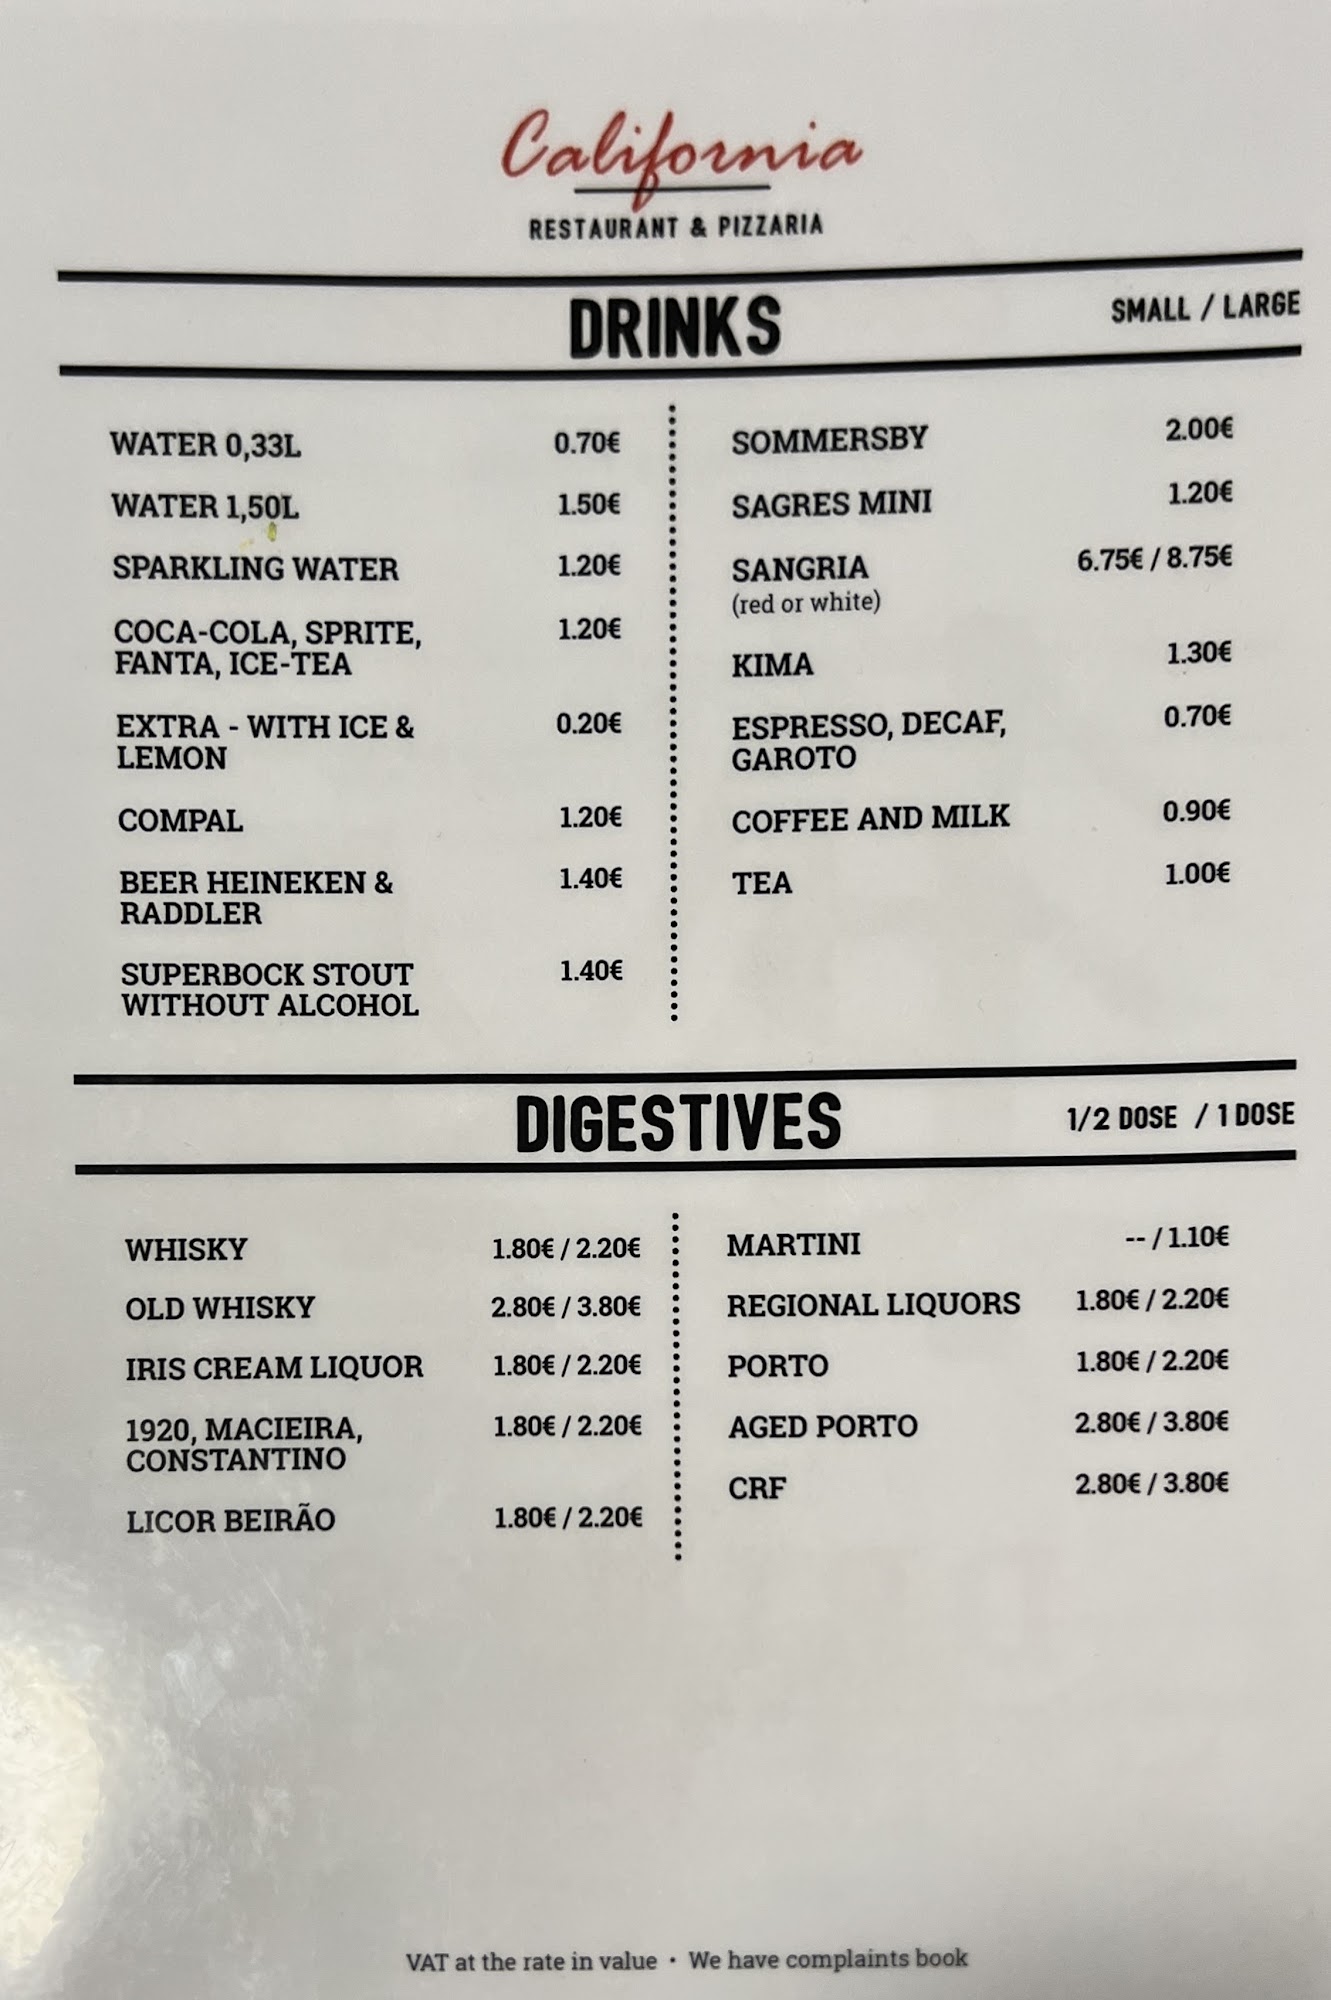 California
RESTAURANT & PIZZARIA
DRINKS
SMALL / LARGE
WATER 0,33L 0.70€
WATER 1,50L 1.50€
SPARKLING WATER 1.20€
COCA-COLA, SPRITE, 1.20€
FANTA, ICE-TEA
EXTRA - WITH ICE & 0.20€
LEMON
COMPAL 1.20€
BEER HEINEKEN & 1.40€
RADDLER
SUPERBOCK STOUT 1.40€
WITHOUT ALCOHOL
SOMMERSBY 2.00€
SAGRES MINI 1.20€
SANGRIA 6.75€ / 8.75€
(red or white)
KIMA 1.30€
ESPRESSO, DECAF, 0.70€
GAROTO
COFFEE AND MILK 0.90€
TEA 1.00€
DIGESTIVES
1/2 DOSE / 1 DOSE
WHISKY 1.80€ / 2.20€
OLD WHISKY 2.80€ / 3.80€
IRIS CREAM LIQUOR 1.80€ / 2.20€
1920, MACIEIRA, 1.80€ / 2.20€
CONSTANTINO
LICOR BEIRÃO 1.80€ / 2.20€
MARTINI -- / 1.10€
REGIONAL LIQUORS 1.80€ / 2.20€
PORTO 1.80€ / 2.20€
AGED PORTO 2.80€ / 3.80€
CRF 2.80€ / 3.80€
VAT at the rate in value • We have complaints book